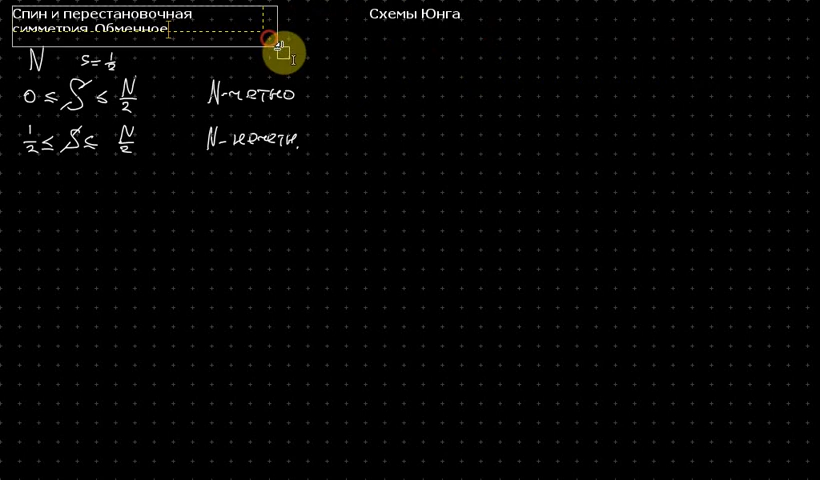 Спин и перестановочная
симметрия. Обменное
Схемы Юнга
N s=½
0 ≤ S ≤ N/2 N-четно
1/2 ≤ S ≤ N/2 N-нечетн.